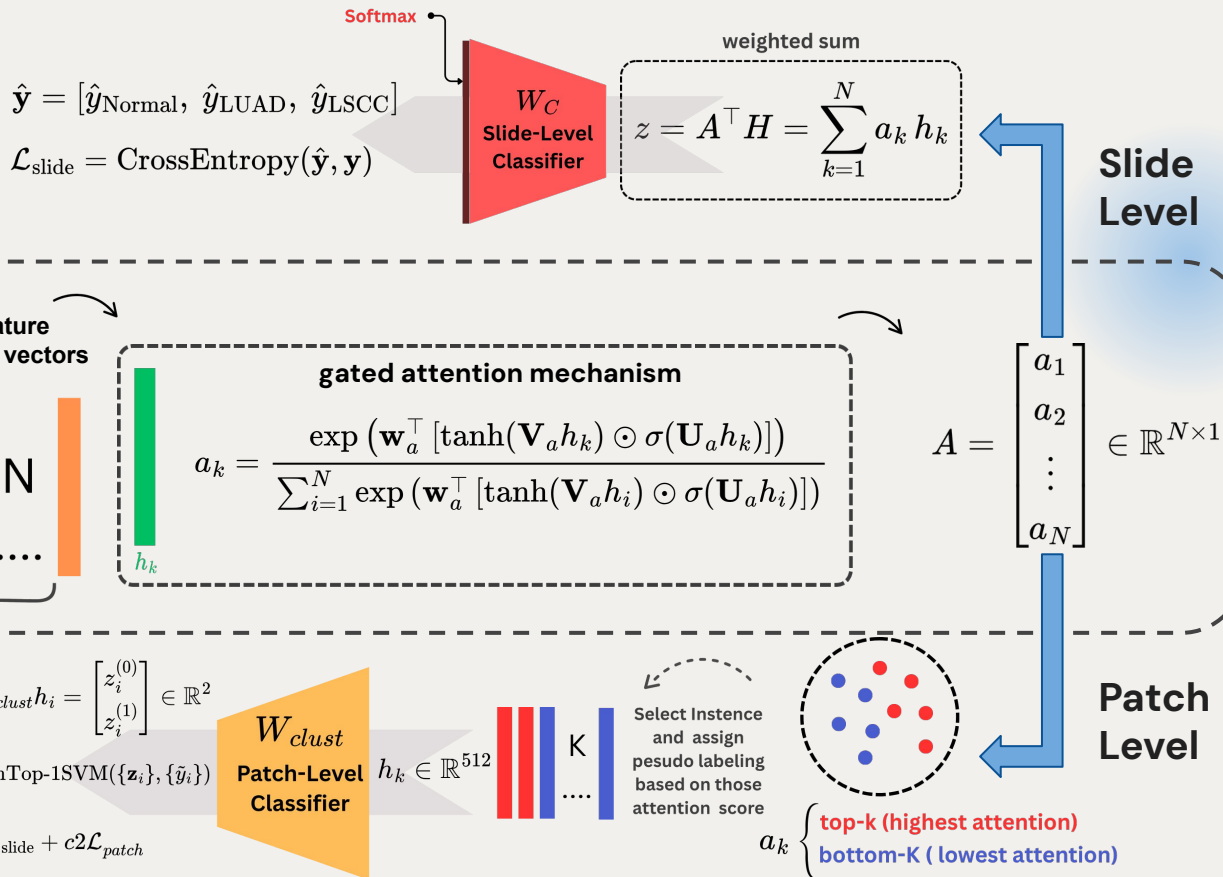 Softmax
weighted sum
ŷ = [ŷ_Normal, ŷ_LUAD, ŷ_LSCC]
ℒ_slide = CrossEntropy(ŷ, y)
W_C
Slide-Level
Classifier
z = A^⊤ H = ∑_{k=1}^{N} a_k h_k
Slide
Level
ature
vectors
N
....
h_k
gated attention mechanism
a_k = exp (w_a^⊤ [tanh(V_a h_k) ⊙ σ(U_a h_k)]) / ∑_{i=1}^{N} exp (w_a^⊤ [tanh(V_a h_i) ⊙ σ(U_a h_i)])
A = [a_1 a_2 ⋮ a_N] ∈ ℝ^{N×1}
clust h_i = [z_i^{(0)} z_i^{(1)}] ∈ ℝ^2
Top-1SVM({z_i}, {ỹ_i})
slide + c2ℒ_patch
W_clust
Patch-Level
Classifier
h_k ∈ ℝ^{512}
K
....
Select Instence
and assign
pesudo labeling
based on those
attention score
a_k {
top-k (highest attention)
bottom-K ( lowest attention)
Patch
Level